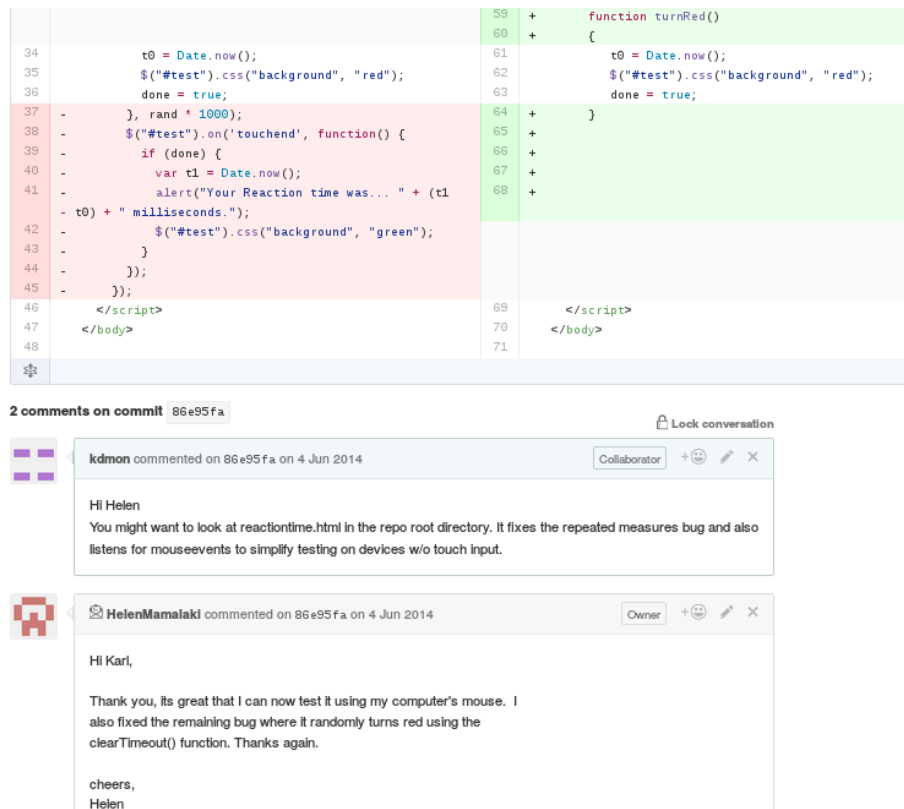 59 + function turnRed()
60 + {
34 t0 = Date.now(); 61 t0 = Date.now();
35 $("#test").css("background", "red"); 62 $("#test").css("background", "red");
36 done = true; 63 done = true;
37 - }, rand * 1000); 64 + }
38 - $("#test").on('touchend', function() { 65 +
39 - if (done) { 66 +
40 - var t1 = Date.now(); 67 +
41 - alert("Your Reaction time was... " + (t1 68 +
- t0) + " milliseconds.");
42 - $("#test").css("background", "green");
43 - }
44 - });
45 - });
46 </script> 69 </script>
47 </body> 70 </body>
48 71
2 comments on commit 86e95fa
Lock conversation
kdmon commented on 86e95fa on 4 Jun 2014 Collaborator +
Hi Helen
You might want to look at reactiontime.html in the repo root directory. It fixes the repeated measures bug and also
listens for mouseevents to simplify testing on devices w/o touch input.
HelenMamalaki commented on 86e95fa on 4 Jun 2014 Owner +
Hi Karl,
Thank you, its great that I can now test it using my computer's mouse. I
also fixed the remaining bug where it randomly turns red using the
clearTimeout() function. Thanks again.
cheers,
Helen